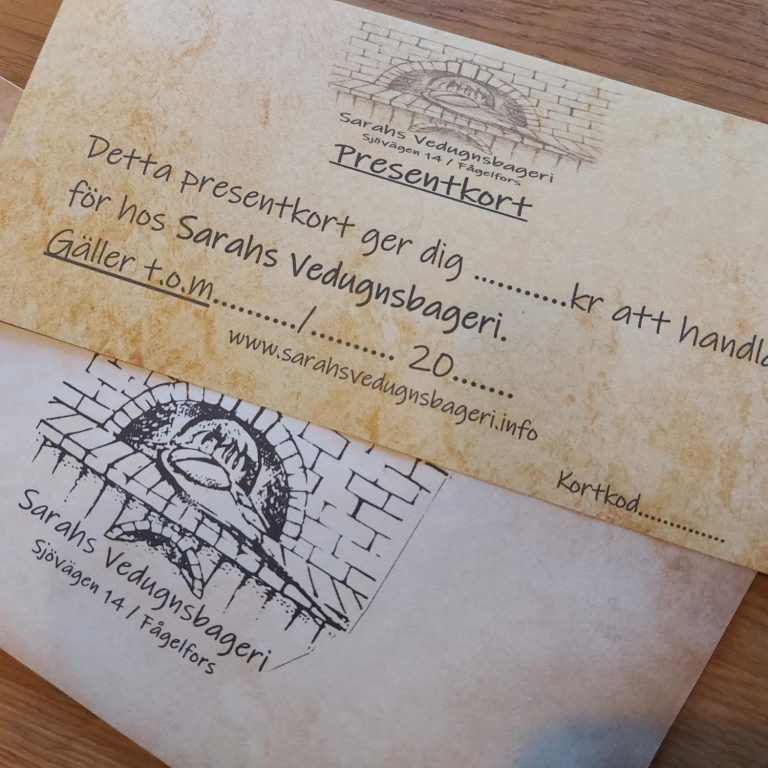 Sarahs Vedugnsbageri
Sjövägen 14 / Fågelfors
Presentkort
Detta presentkort ger dig ...........kr att handla
för hos Sarahs Vedugnsbageri.
Gäller t.o.m........../.......... 20.......
www.sarahsvedugnsbageri.info
Kortkod..............
Sarahs Vedugnsbageri
Sjövägen 14 / Fågelfors